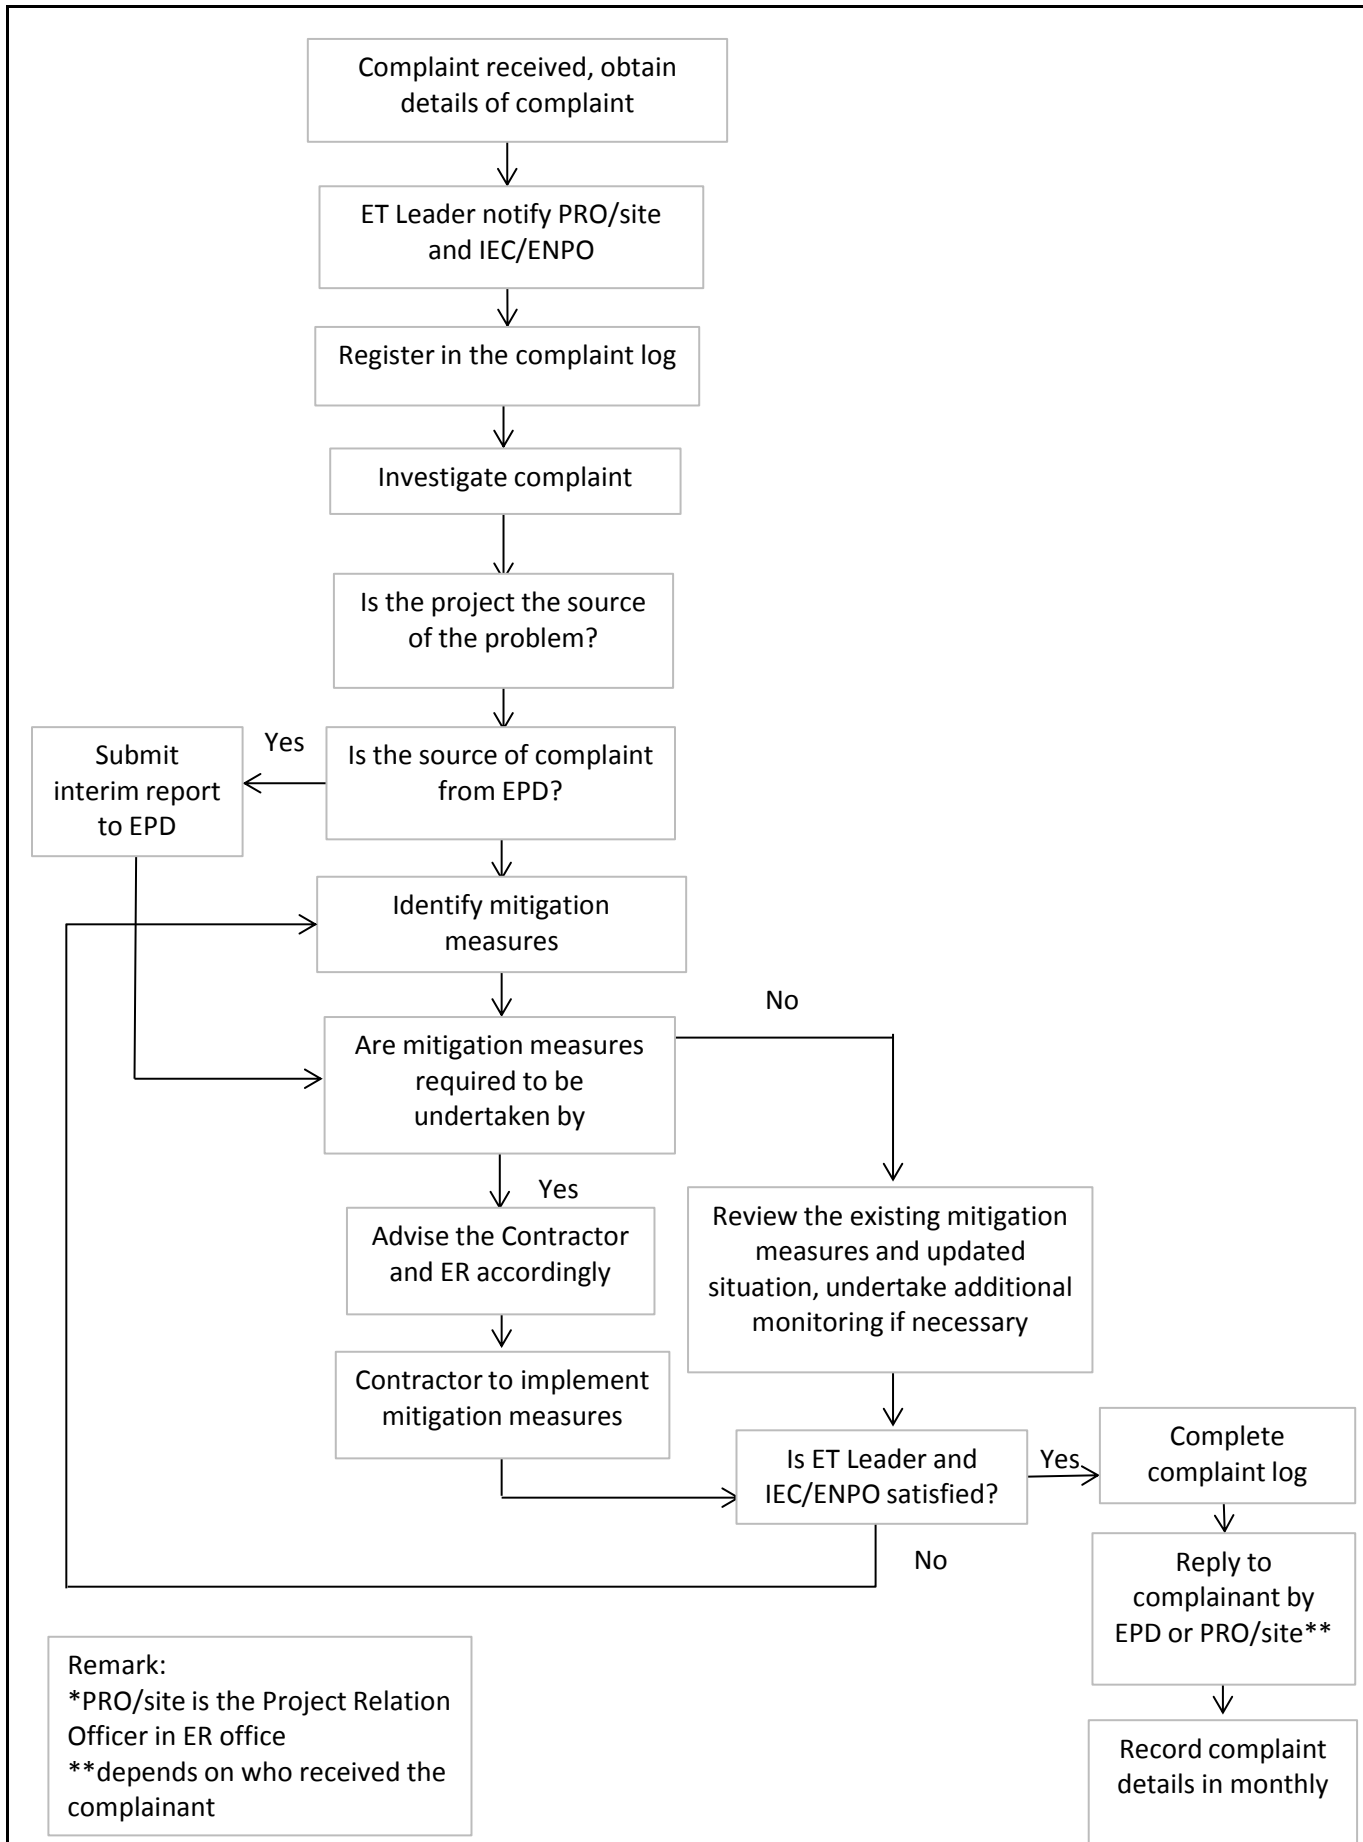 Complaint received, obtain
details of complaint
ET Leader notify PRO/site
and IEC/ENPO
Register in the complaint log
Investigate complaint
Is the project the source
of the problem?
Submit
interim report
to EPD
Yes
Is the source of complaint
from EPD?
Identify mitigation
measures
No
Are mitigation measures
required to be
undertaken by
Yes
Advise the Contractor
and ER accordingly
Review the existing mitigation
measures and updated
situation, undertake additional
monitoring if necessary
Contractor to implement
mitigation measures
Is ET Leader and
IEC/ENPO satisfied?
Yes
Complete
complaint log
No
Reply to
complainant by
EPD or PRO/site**
Record complaint
details in monthly
Remark:
*PRO/site is the Project Relation
Officer in ER office
**depends on who received the
complainant